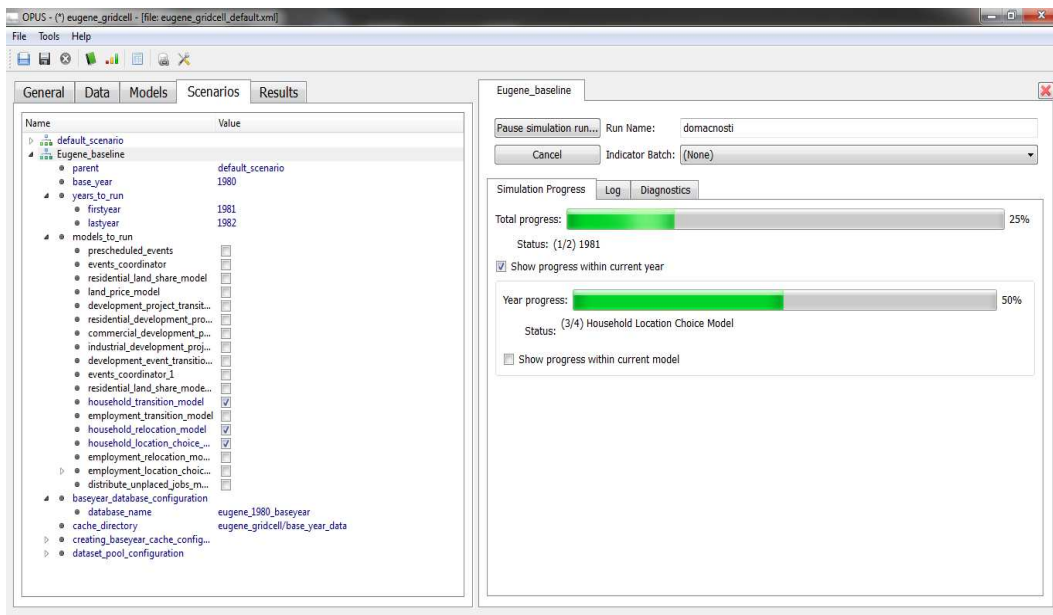 OPUS - (*) eugene_gridcell - [file: eugene_gridcell_default.xml]
File Tools Help
General Data Models Scenarios Results
Name Value
default_scenario
Eugene_baseline
parent default_scenario
base_year 1980
years_to_run
firstyear 1981
lastyear 1982
models_to_run
prescheduled_events
events_coordinator
residential_land_share_model
land_price_model
development_project_transit...
residential_development_pro...
commercial_development_p...
industrial_development_proj...
development_event_transitio...
events_coordinator_1
residential_land_share_mode...
household_transition_model
employment_transition_model
household_relocation_model
household_location_choice_...
employment_relocation_mo...
employment_location_choic...
distribute_unplaced_jobs_m...
baseyear_database_configuration
database_name eugene_1980_baseyear
cache_directory eugene_gridcell/base_year_data
creating_baseyear_cache_config...
dataset_pool_configuration
Eugene_baseline
Pause simulation run... Run Name: domacnosti
Cancel Indicator Batch: (None)
Simulation Progress Log Diagnostics
Total progress: 25%
Status: (1/2) 1981
Show progress within current year
Year progress: 50%
Status: (3/4) Household Location Choice Model
Show progress within current model